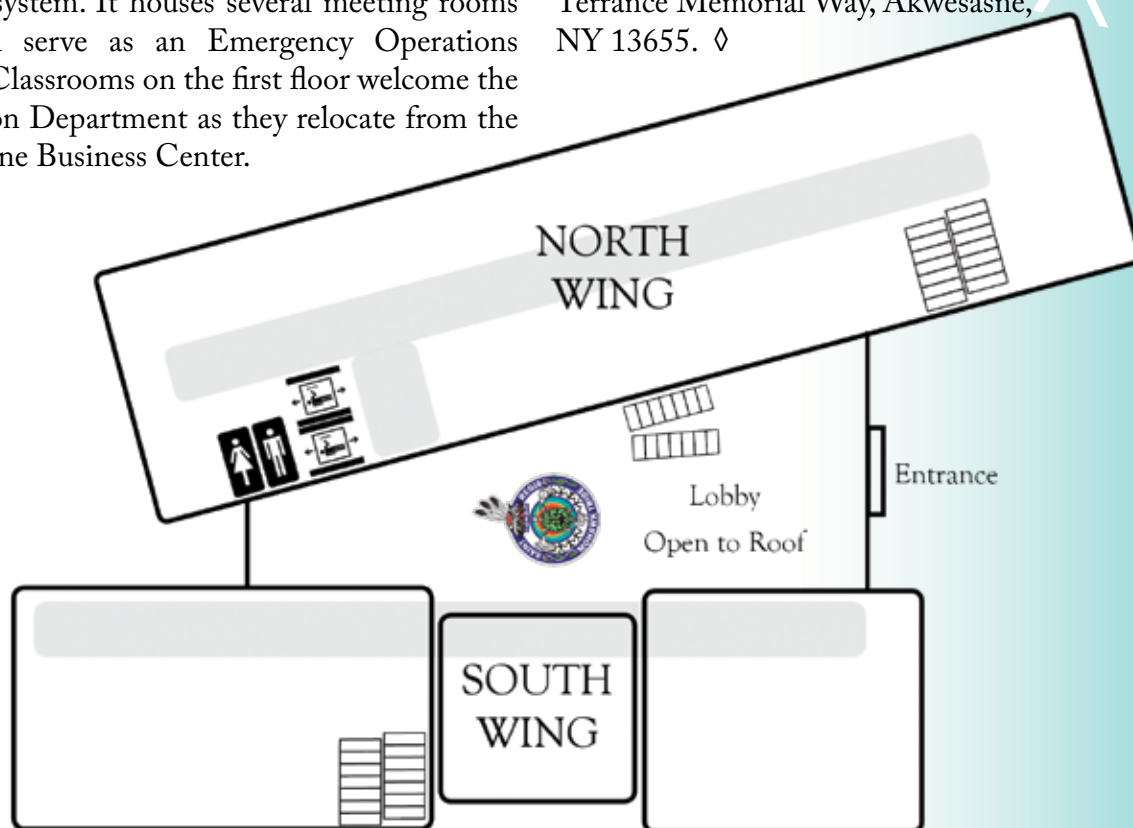 system. It houses several meeting rooms
serve as an Emergency Operations
Classrooms on the first floor welcome the
on Department as they relocate from the
ne Business Center.
Terrance Memorial Way, Akwesasne,
NY 13655. ◊
NORTH
WING
Entrance
Lobby
Open to Roof
SOUTH
WING